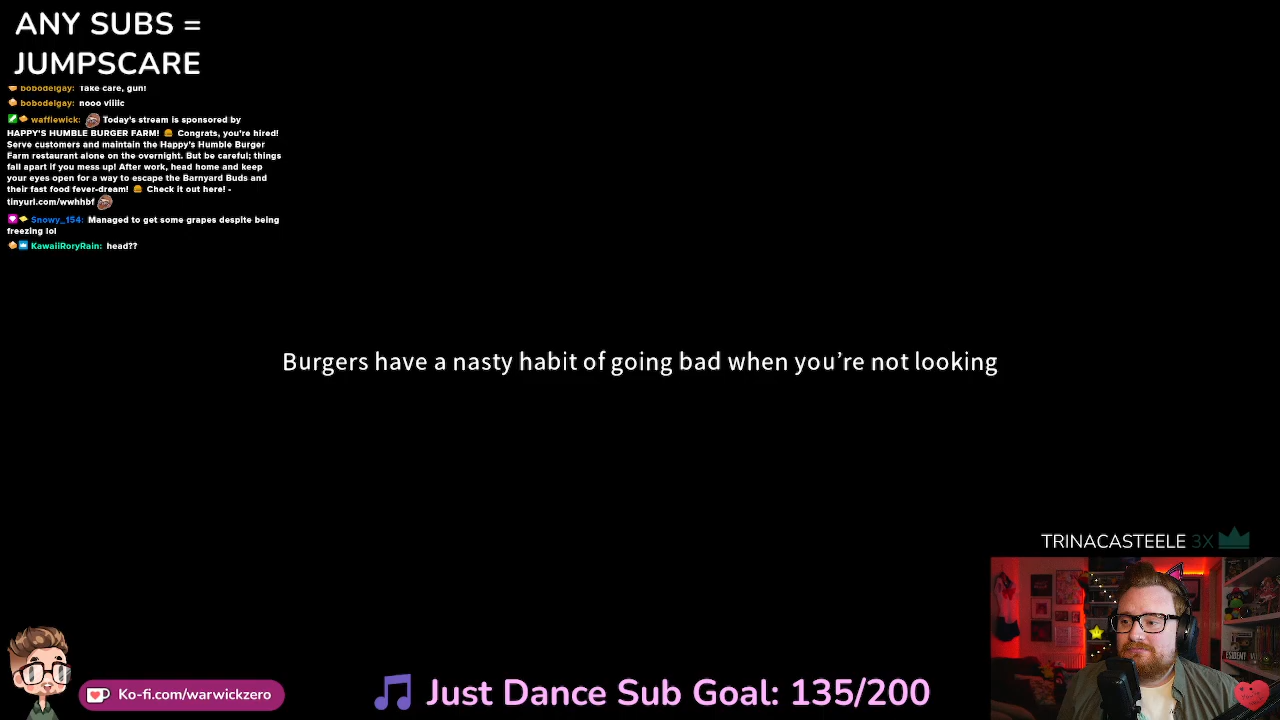 ANY SUBS =
JUMPSCARE
bobodelgay: Take care, gun!
bobodelgay: nooo viiic
wafflewick: Today's stream is sponsored by
HAPPY'S HUMBLE BURGER FARM! Congrats, you're hired!
Serve customers and maintain the Happy's Humble Burger
Farm restaurant alone on the overnight. But be careful; things
fall apart if you mess up! After work, head home and keep
your eyes open for a way to escape the Barnyard Buds and
their fast food fever-dream! Check it out here! -
tinyurl.com/wwhhbf
Snowy_154: Managed to get some grapes despite being
freezing lol
KawaiiRoryRain: head??
Burgers have a nasty habit of going bad when you're not looking
TRINACASTEELE 3X
Ko-fi.com/warwickzero
Just Dance Sub Goal: 135/200